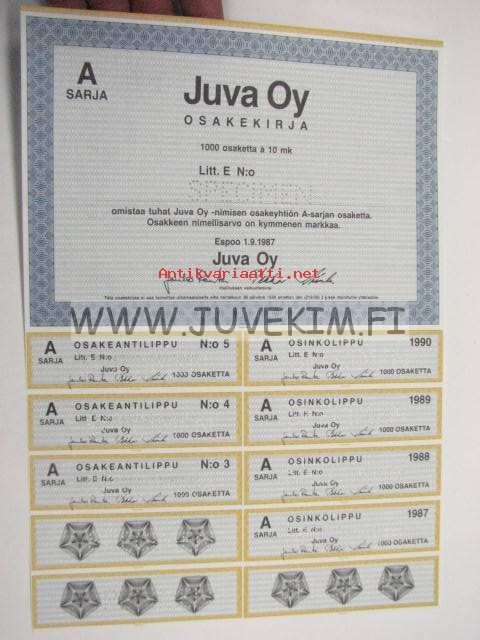 A
SARJA
Juva Oy
OSAKEKIRJA
1000 osaketta à 10 mk
Litt. E N:o
SPECIMEN
omistaa tuhat Juva Oy -nimisen osakeyhtiön A-sarjan osaketta.
Osakkeen nimellisarvo on kymmenen markkaa.
Espoo 1.9.1987
Juva Oy
Antikvariaatti.net
WWW.JUVEKIM.FI
A
SARJA
OSAKEANTILIPPU N:o 5
Litt. E N:o
Juva Oy
1000 OSAKETTA
A
SARJA
OSINKOLIPPU 1990
Litt. E N:o
Juva Oy
1000 OSAKETTA
A
SARJA
OSAKEANTILIPPU N:o 4
Litt. E N:o
Juva Oy
1000 OSAKETTA
A
SARJA
OSINKOLIPPU 1989
Litt. E N:o
Juva Oy
1000 OSAKETTA
A
SARJA
OSAKEANTILIPPU N:o 3
Litt. E N:o
Juva Oy
1000 OSAKETTA
A
SARJA
OSINKOLIPPU 1988
Litt. E N:o
Juva Oy
1000 OSAKETTA
A
SARJA
OSINKOLIPPU 1987
Litt. E N:o
Juva Oy
1000 OSAKETTA